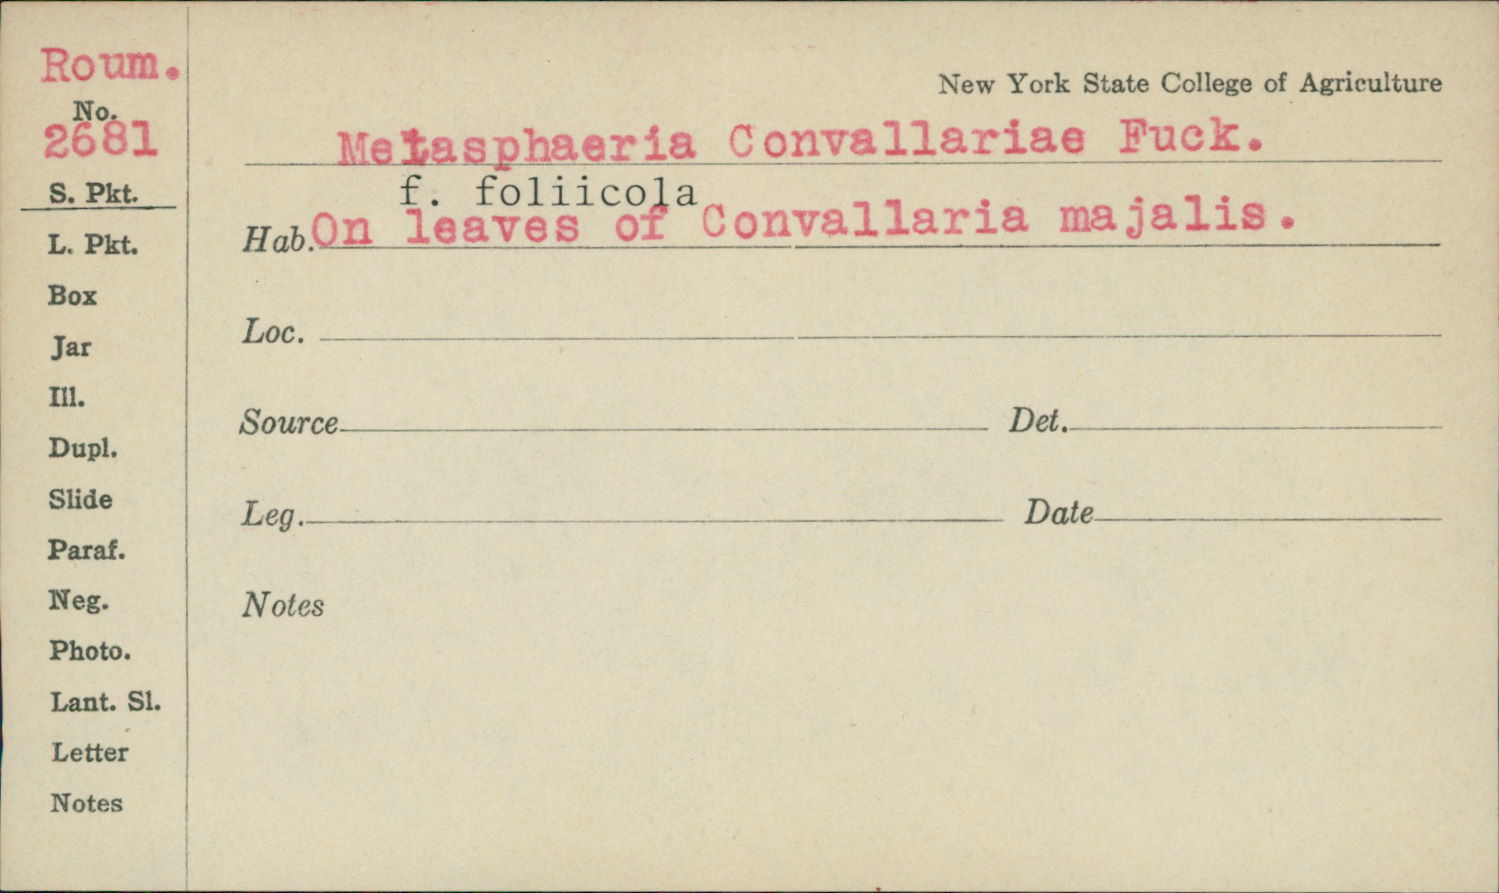 Roum.
No.
2681
S. Pkt.
L. Pkt.
Box
Jar
Ill.
Dupl.
Slide
Paraf.
Neg.
Photo.
Lant. Sl.
Letter
Notes
New York State College of Agriculture
Metasphaeria Convallariae Fuck.
f. foliicola
Hab. On leaves of Convallaria majalis.
Loc.
Source Det.
Leg. Date
Notes